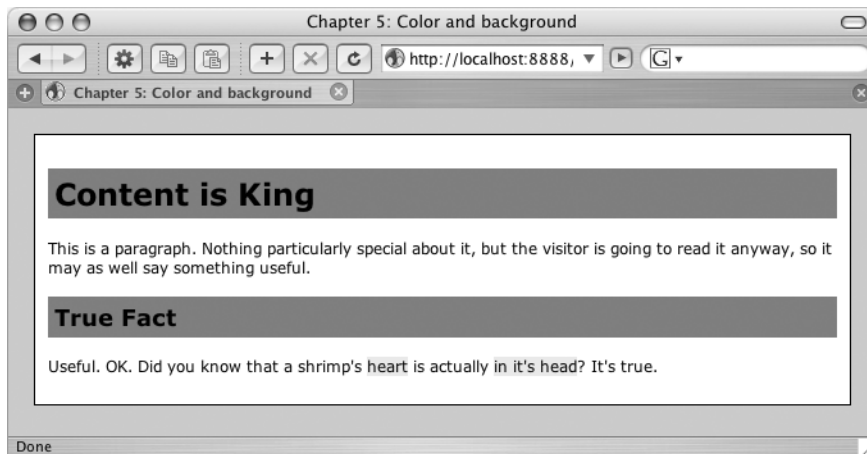 Chapter 5: Color and background
http://localhost:8888/
G
Chapter 5: Color and background
Content is King
This is a paragraph. Nothing particularly special about it, but the visitor is going to read it anyway, so it
may as well say something useful.
True Fact
Useful. OK. Did you know that a shrimp's heart is actually in it's head? It's true.
Done